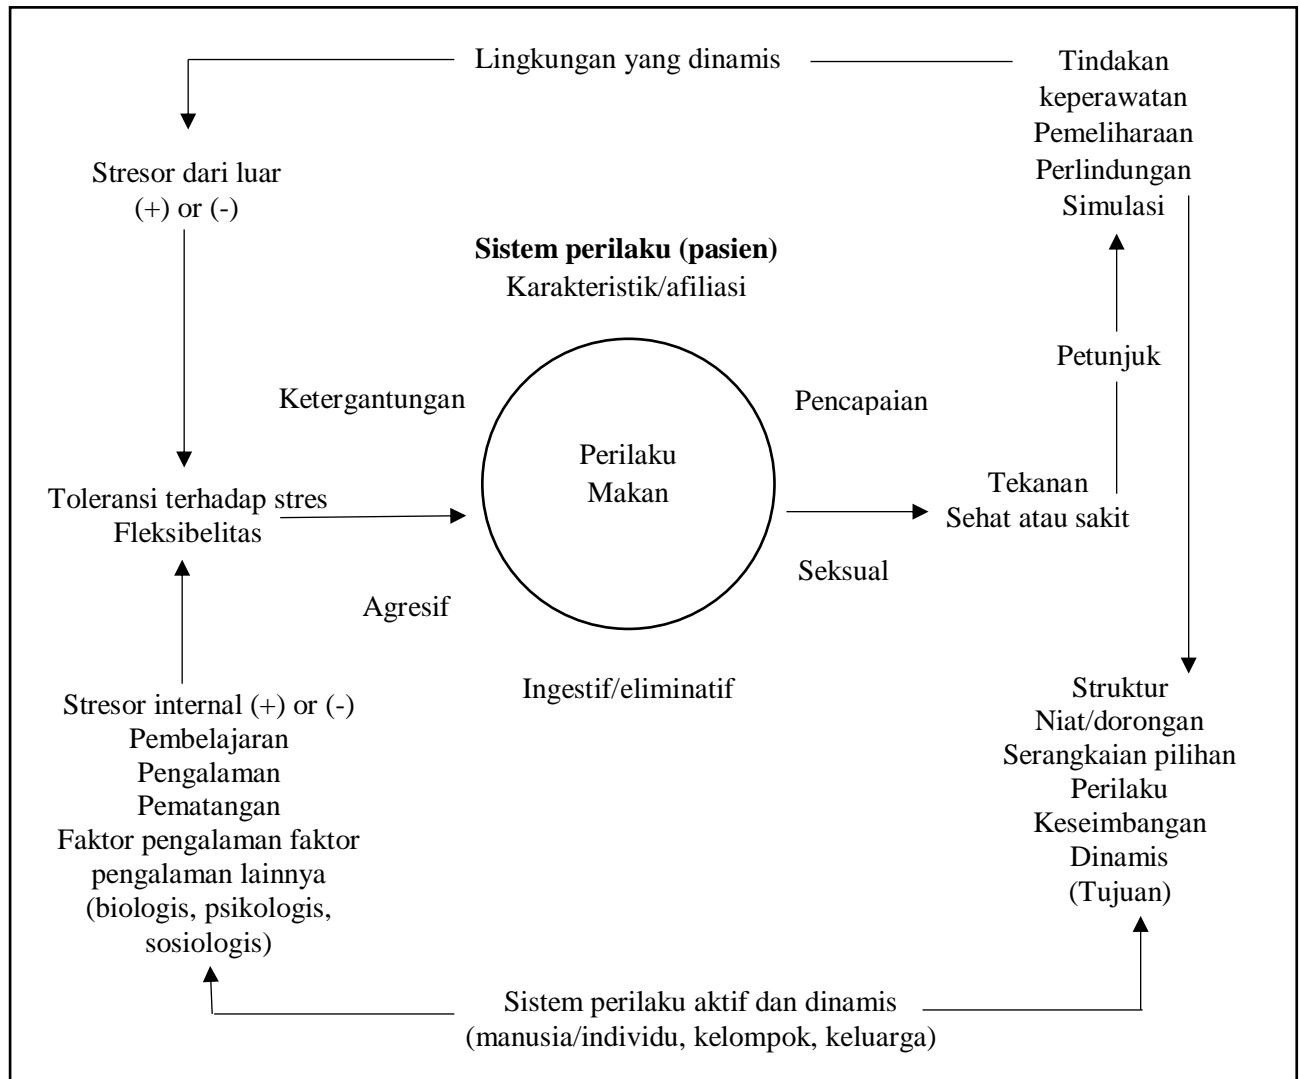 Lingkungan yang dinamis
Tindakan
keperawatan
Pemeliharaan
Perlindungan
Simulasi
Stresor dari luar
(+) or (-)
Sistem perilaku (pasien)
Karakteristik/afiliasi
Ketergantungan
Pencapaian
Petunjuk
Perilaku
Makan
Toleransi terhadap stres
Fleksibelitas
Tekanan
Sehat atau sakit
Agresif
Seksual
Ingestif/eliminatif
Stresor internal (+) or (-)
Pembelajaran
Pengalaman
Pematangan
Faktor pengalaman faktor
pengalaman lainnya
(biologis, psikologis,
sosiologis)
Struktur
Niat/dorongan
Serangkaian pilihan
Perilaku
Keseimbangan
Dinamis
(Tujuan)
Sistem perilaku aktif dan dinamis
(manusia/individu, kelompok, keluarga)